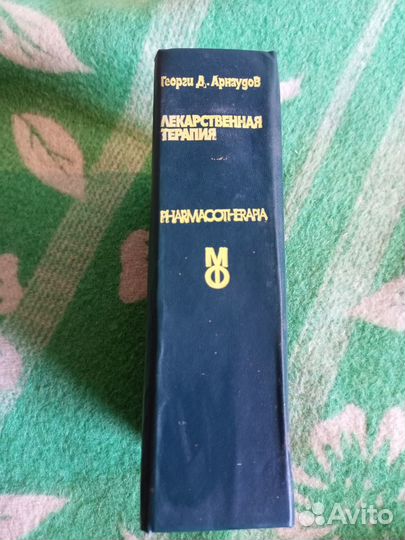 Георги Д. Арнаудов
ЛЕКАРСТВЕННАЯ
ТЕРАПИЯ
PHARMACOTHERAPIA
МФ
Avito